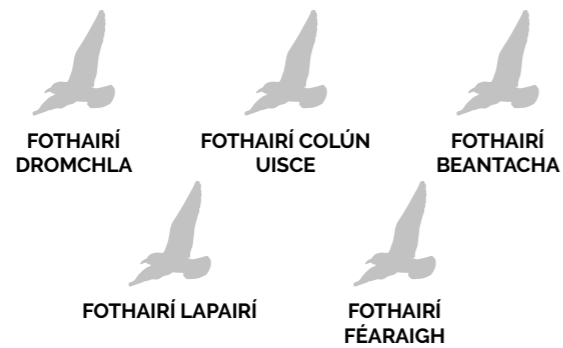 FOTHAIRÍ
DROMCHLA
FOTHAIRÍ COLÚN
UISCE
FOTHAIRÍ
BEANTACHA
FOTHAIRÍ LAPAIRÍ
FOTHAIRÍ
FÉARAIGH